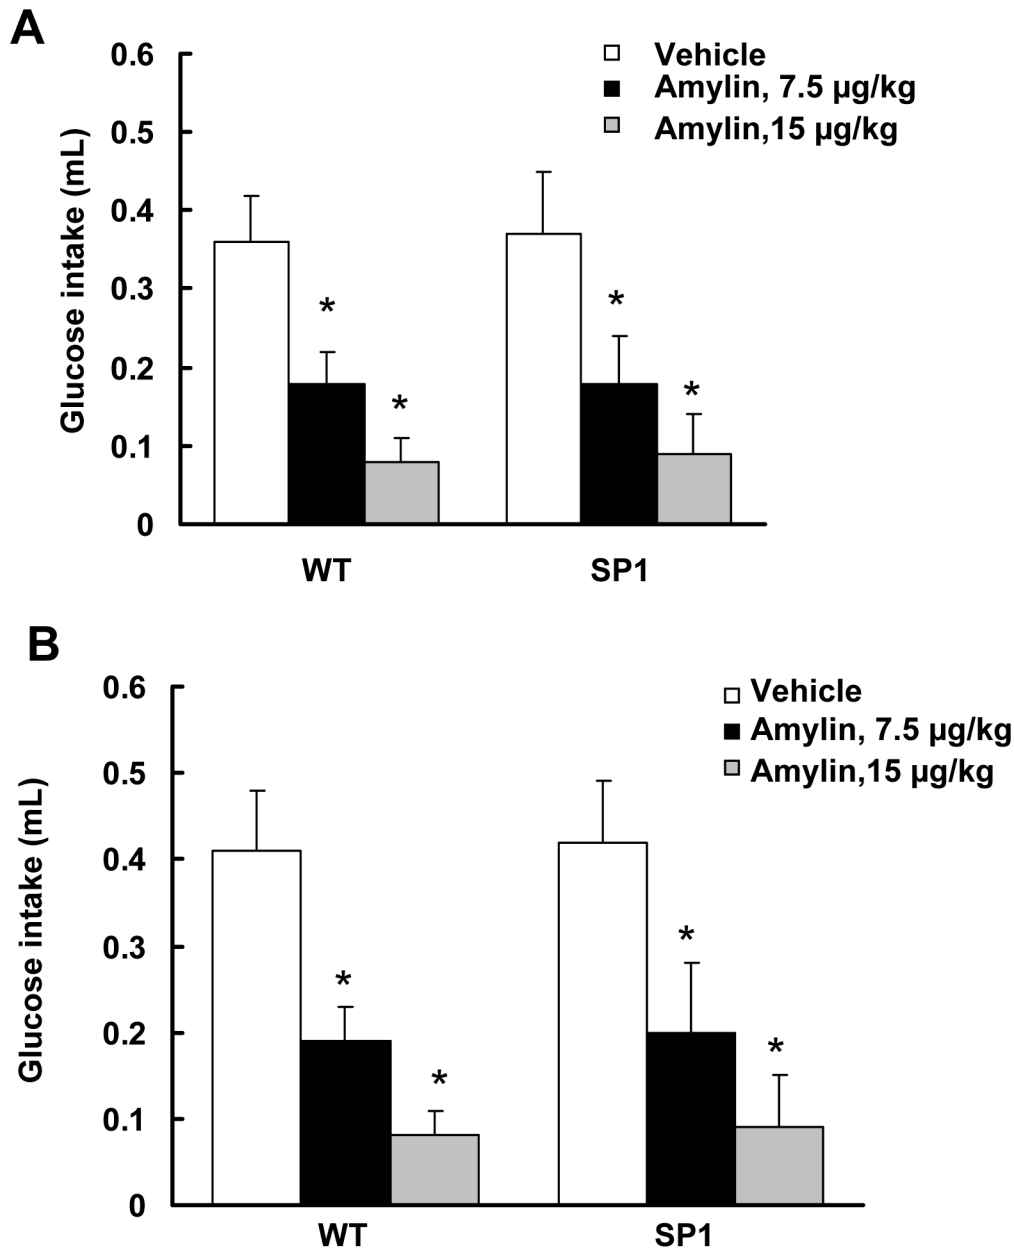 A
0.6
0.5
0.4
0.3
0.2
0.1
0
Glucose intake (mL)
Vehicle
Amylin, 7.5 µg/kg
Amylin,15 µg/kg
*
*
*
*
WT
SP1
B
0.6
0.5
0.4
0.3
0.2
0.1
0
Glucose intake (mL)
Vehicle
Amylin, 7.5 µg/kg
Amylin,15 µg/kg
*
*
*
*
WT
SP1